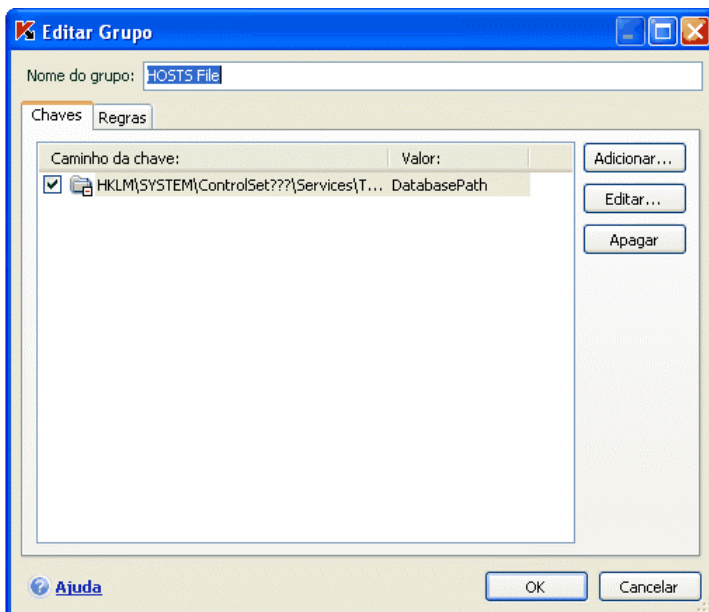 Editar Grupo
Nome do grupo: HOSTS File
Chaves Regras
Caminho da chave: Valor: Adicionar...
HKLM\SYSTEM\ControlSet???\Services\T... DatabasePath
Editar...
Apagar
Ajuda OK Cancelar